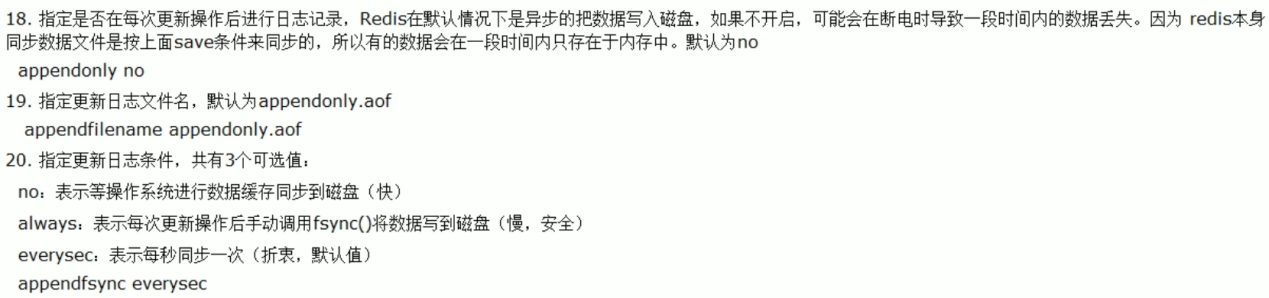 18. 指定是否在每次更新操作后进行日志记录，Redis在默认情况下是异步的把数据写入磁盘，如果不开启，可能会在断电时导致一段时间内的数据丢失。因为 redis本身
同步数据文件是按上面save条件来同步的，所以有的数据会在一段时间内只存在于内存中。默认为no
appendonly no
19. 指定更新日志文件名，默认为appendonly.aof
appendfilename appendonly.aof
20. 指定更新日志条件，共有3个可选值：
no：表示等操作系统进行数据缓存同步到磁盘（快）
always：表示每次更新操作后手动调用fsync()将数据写到磁盘（慢，安全）
everysec：表示每秒同步一次（折衷，默认值）
appendfsync everysec